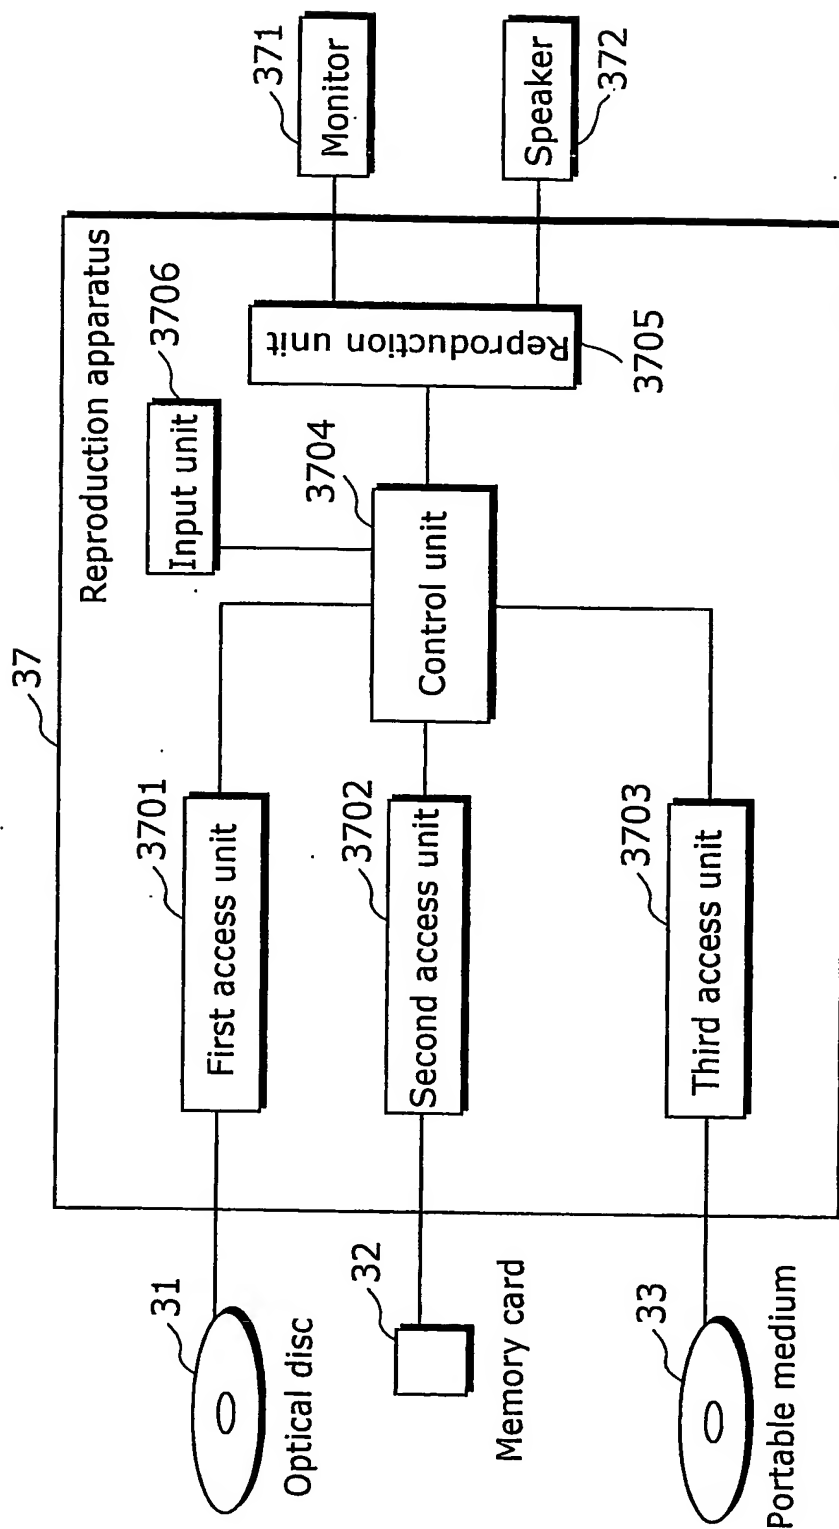 37
Reproduction apparatus
31
Optical disc
3701
First access unit
3706
Input unit
371
Monitor
32
Memory card
3702
Second access unit
3704
Control unit
Reproduction unit
3705
Speaker
372
33
Portable medium
3703
Third access unit